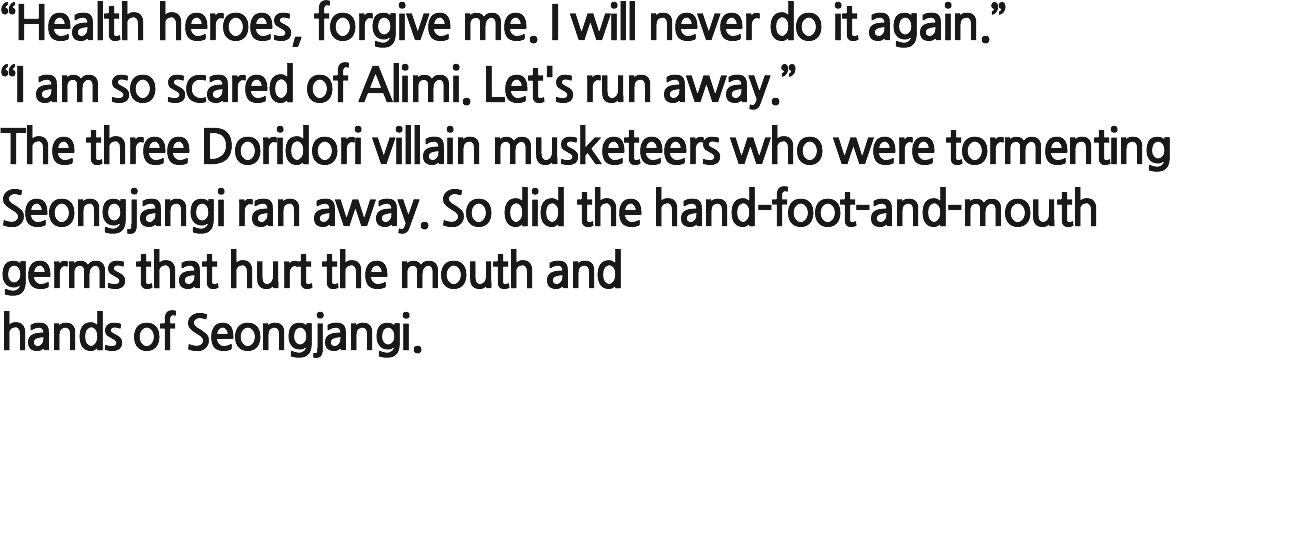 “Health heroes, forgive me. I will never do it again.”
“I am so scared of Alimi. Let's run away.”
The three Doridori villain musketeers who were tormenting
Seongjangi ran away. So did the hand-foot-and-mouth
germs that hurt the mouth and
hands of Seongjangi.